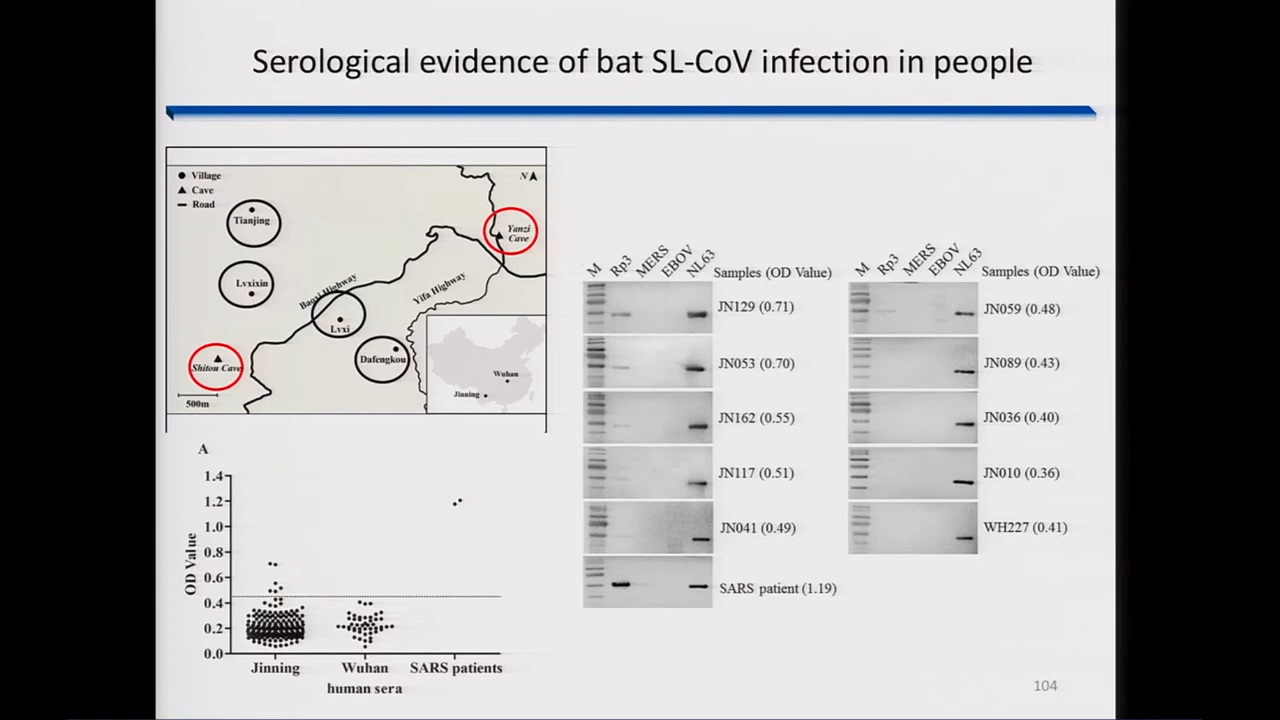 Serological evidence of bat SL-CoV infection in people
Village
Cave
Road
N
Tianjing
Yanzi
Cave
Lvxixin
Baoxi Highway
Yifa Highway
Lvxi
Dafengkou
Shitou Cave
500m
Wuhan
Jinning
A
1.4
1.2
1.0
0.8
0.6
0.4
0.2
0.0
OD Value
Jinning Wuhan SARS patients
human sera
M Rp3 MERS EBOV NL63 Samples (OD Value)
JN129 (0.71)
JN053 (0.70)
JN162 (0.55)
JN117 (0.51)
JN041 (0.49)
SARS patient (1.19)
M Rp3 MERS EBOV NL63 Samples (OD Value)
JN059 (0.48)
JN089 (0.43)
JN036 (0.40)
JN010 (0.36)
WH227 (0.41)
104